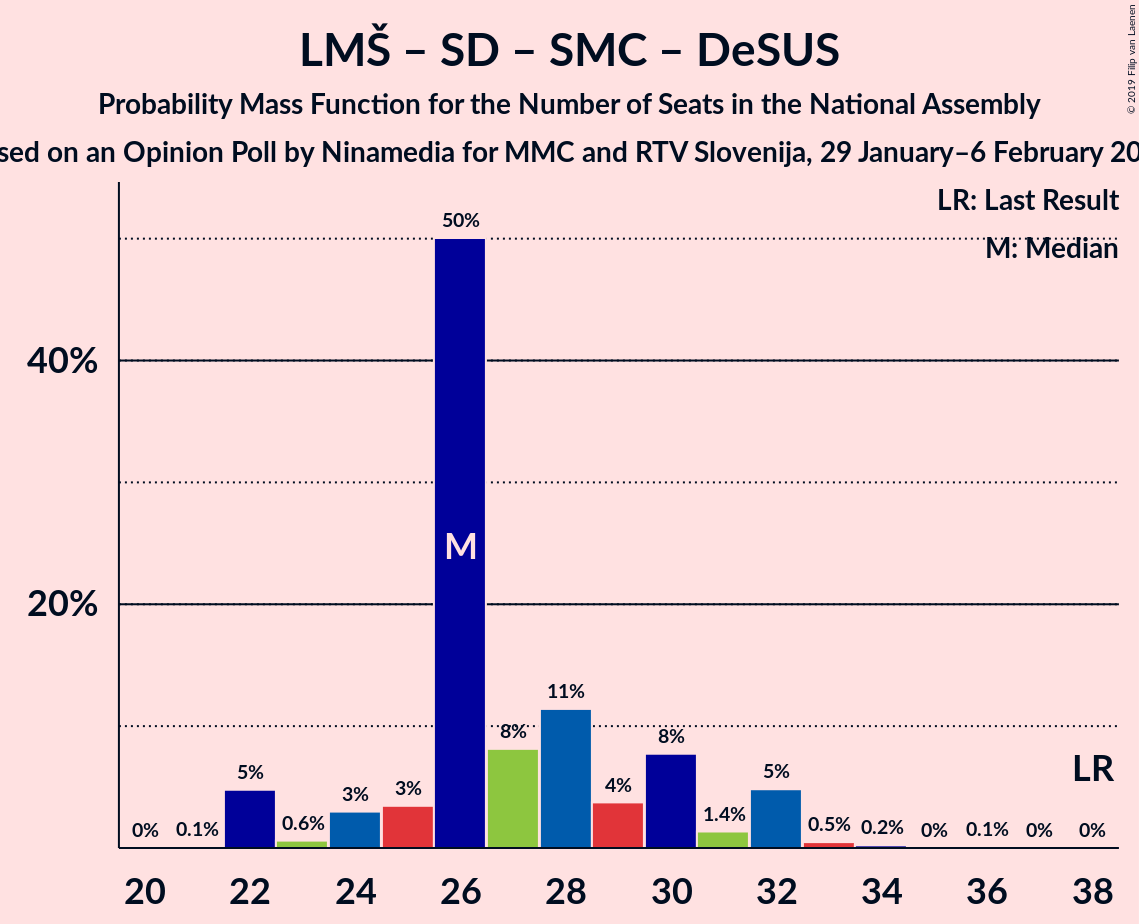 LMŠ – SD – SMC – DeSUS
Probability Mass Function for the Number of Seats in the National Assembly
on an Opinion Poll by Ninamedia for MMC and RTV Slovenija, 29 January–6 February
© 2019 Filip van Laenen
LR: Last Result
M: Median
40%
20%
0% 0.1% 5% 0.6% 3% 3% 50% 8% 11% 4% 8% 1.4% 5% 0.5% 0.2% 0% 0.1% 0% 0%
M
LR
20 22 24 26 28 30 32 34 36 38